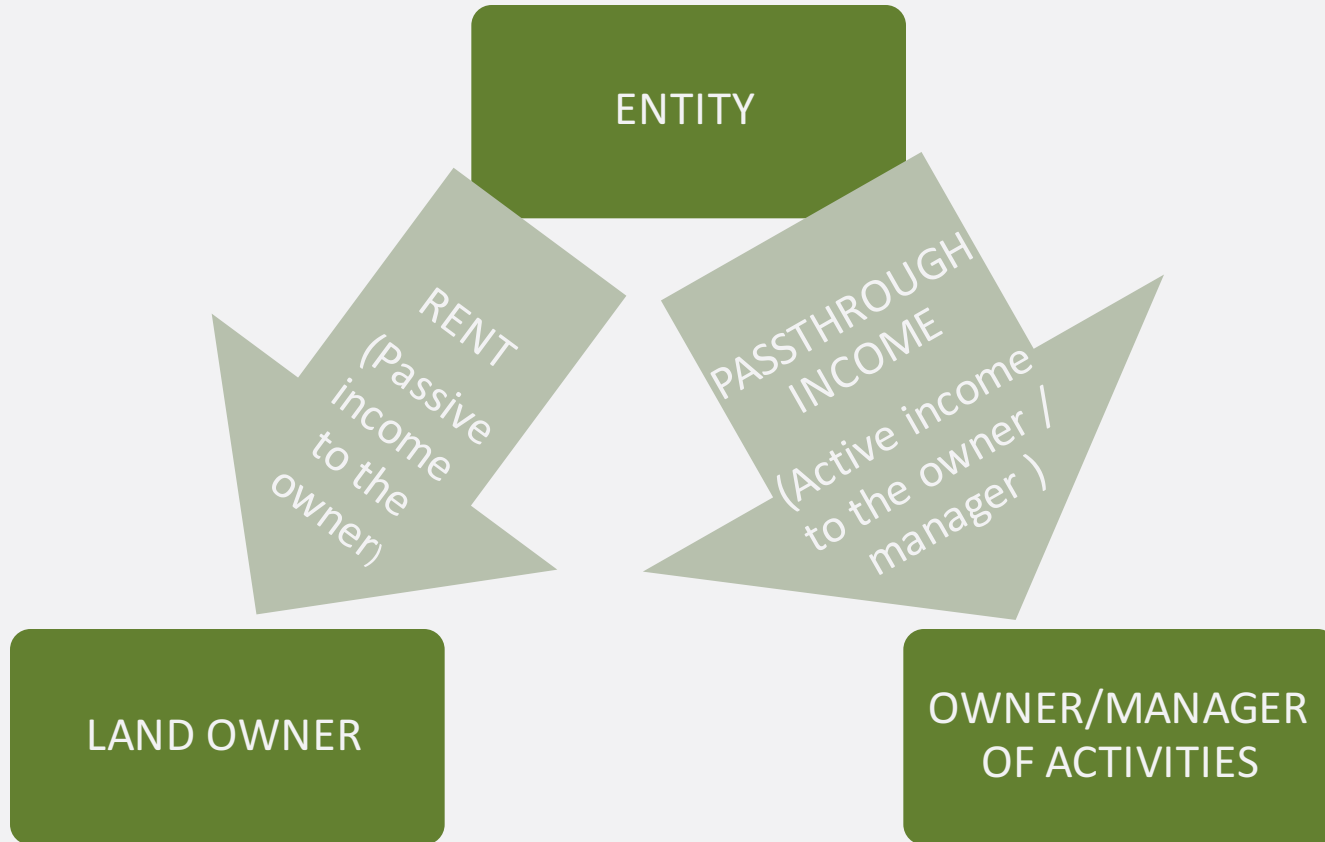 ENTITY
RENT
(Passive
income
to the
owner)
PASSTHROUGH
INCOME
(Active income
to the owner /
manager )
LAND OWNER
OWNER/MANAGER
OF ACTIVITIES